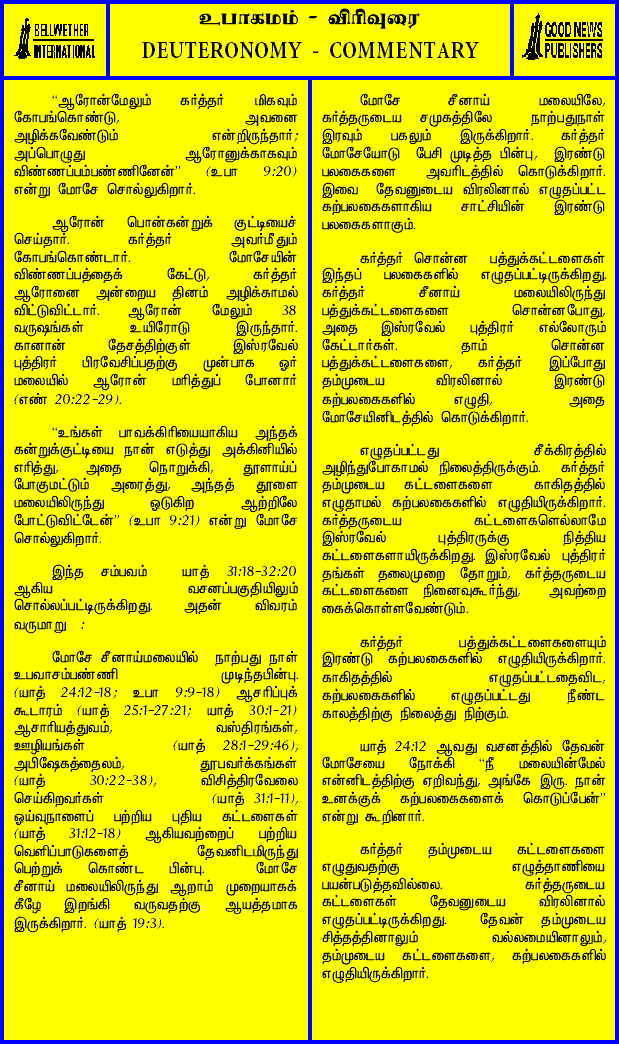 BELLWETHER
INTERNATIONAL
உபாகமம் - விரிவுரை
DEUTERONOMY - COMMENTARY
GOOD NEWS
PUBLISHERS
“ஆரோன்மேலும் கர்த்தர் மிகவும்
கோபங்கொண்டு, அவனை
அழிக்கவேண்டும் என்றிருந்தார்;
அப்பொழுது ஆரோனுக்காகவும்
விண்ணப்பம்பண்ணினேன்” (உபா 9:20)
என்று மோசே சொல்லுகிறார்.
ஆரோன் பொன்கன்றுக் குட்டியைச்
செய்தார். கர்த்தர் அவர்மீதும்
கோபங்கொண்டார். மோசேயின்
விண்ணப்பத்தைக் கேட்டு, கர்த்தர்
ஆரோனை அன்றைய தினம் அழிக்காமல்
விட்டுவிட்டார். ஆரோன் மேலும் 38
வருஷங்கள் உயிரோடு இருந்தார்.
கானான் தேசத்திற்குள் இஸ்ரவேல்
புத்திரர் பிரவேசிப்பதற்கு முன்பாக ஓர்
மலையில் ஆரோன் மரித்துப் போனார்
(எண் 20:22-29).
“உங்கள் பாவக்கிரியையாகிய அந்தக்
கன்றுக்குட்டியை நான் எடுத்து அக்கினியில்
எரித்து, அதை நொறுக்கி, தூளாய்ப்
போகுமட்டும் அரைத்து, அந்தத் தூளை
மலையிலிருந்து ஓடுகிற ஆற்றிலே
போட்டுவிட்டேன்” (உபா 9:21) என்று மோசே
சொல்லுகிறார்.
இந்த சம்பவம் யாத் 31:18-32:20
ஆகிய வசனப்பகுதியிலும்
சொல்லப்பட்டிருக்கிறது. அதன் விவரம்
வருமாறு :
மோசே சீனாய்மலையில் நாற்பது நாள்
உபவாசம்பண்ணி முடிந்தபின்பு.
(யாத் 24:12-18; உபா 9:9-18) ஆசரிப்புக்
கூடாரம் (யாத் 25:1-27:21; யாத் 30:1-21)
ஆசாரியத்துவம், வஸ்திரங்கள்,
ஊழியங்கள் (யாத் 28:1-29:46),
அபிஷேகத்தைலம், தூபவர்க்கங்கள்
(யாத் 30:22-38), விசித்திரவேலை
செய்கிறவர்கள் (யாத் 31:1-11),
ஓய்வுநாளைப் பற்றிய புதிய கட்டளைகள்
(யாத் 31:12-18) ஆகியவற்றைப் பற்றிய
வெளிப்பாடுகளைத் தேவனிடமிருந்து
பெற்றுக் கொண்ட பின்பு. மோசே
சீனாய் மலையிலிருந்து ஆறாம் முறையாகக்
கீழே இறங்கி வருவதற்கு ஆயத்தமாக
இருக்கிறார். (யாத் 19:3).
மோசே சீனாய் மலையிலே,
கர்த்தருடைய சமுகத்திலே நாற்பதுநாள்
இரவும் பகலும் இருக்கிறார். கர்த்தர்
மோசேயோடு பேசி முடித்த பின்பு, இரண்டு
பலகைகளை அவரிடத்தில் கொடுக்கிறார்.
இவை தேவனுடைய விரலினால் எழுதப்பட்ட
கற்பலகைகளாகிய சாட்சியின் இரண்டு
பலகைகளாகும்.
கர்த்தர் சொன்ன பத்துக்கட்டளைகள்
இந்தப் பலகைகளில் எழுதப்பட்டிருக்கிறது.
கர்த்தர் சீனாய் மலையிலிருந்து
பத்துக்கட்டளைகளை சொன்னபோது,
அதை இஸ்ரவேல் புத்திரர் எல்லோரும்
கேட்டார்கள். தாம் சொன்ன
பத்துக்கட்டளைகளை, கர்த்தர் இப்போது
தம்முடைய விரலினால் இரண்டு
கற்பலகைகளில் எழுதி, அதை
மோசேயினிடத்தில் கொடுக்கிறார்.
எழுதப்பட்டது சீக்கிரத்தில்
அழிந்துபோகாமல் நிலைத்திருக்கும். கர்த்தர்
தம்முடைய கட்டளைகளை காகிதத்தில்
எழுதாமல் கற்பலகைகளில் எழுதியிருக்கிறார்.
கர்த்தருடைய கட்டளைகளெல்லாமே
இஸ்ரவேல் புத்திரருக்கு நித்திய
கட்டளைகளாயிருக்கிறது. இஸ்ரவேல் புத்திரர்
தங்கள் தலைமுறை தோறும், கர்த்தருடைய
கட்டளைகளை நினைவுகூர்ந்து, அவற்றை
கைக்கொள்ளவேண்டும்.
கர்த்தர் பத்துக்கட்டளைகளையும்
இரண்டு கற்பலகைகளில் எழுதியிருக்கிறார்.
காகிதத்தில் எழுதப்பட்டதைவிட,
கற்பலகைகளில் எழுதப்பட்டது நீண்ட
காலத்திற்கு நிலைத்து நிற்கும்.
யாத் 24:12 ஆவது வசனத்தில் தேவன்
மோசேயை நோக்கி “நீ மலையின்மேல்
என்னிடத்திற்கு ஏறிவந்து, அங்கே இரு. நான்
உனக்குக் கற்பலகைகளைக் கொடுப்பேன்”
என்று கூறினார்.
கர்த்தர் தம்முடைய கட்டளைகளை
எழுதுவதற்கு எழுத்தாணியை
பயன்படுத்தவில்லை. கர்த்தருடைய
கட்டளைகள் தேவனுடைய விரலினால்
எழுதப்பட்டிருக்கிறது. தேவன் தம்முடைய
சித்தத்தினாலும் வல்லமையினாலும்,
தம்முடைய கட்டளைகளை, கற்பலகைகளில்
எழுதியிருக்கிறார்.